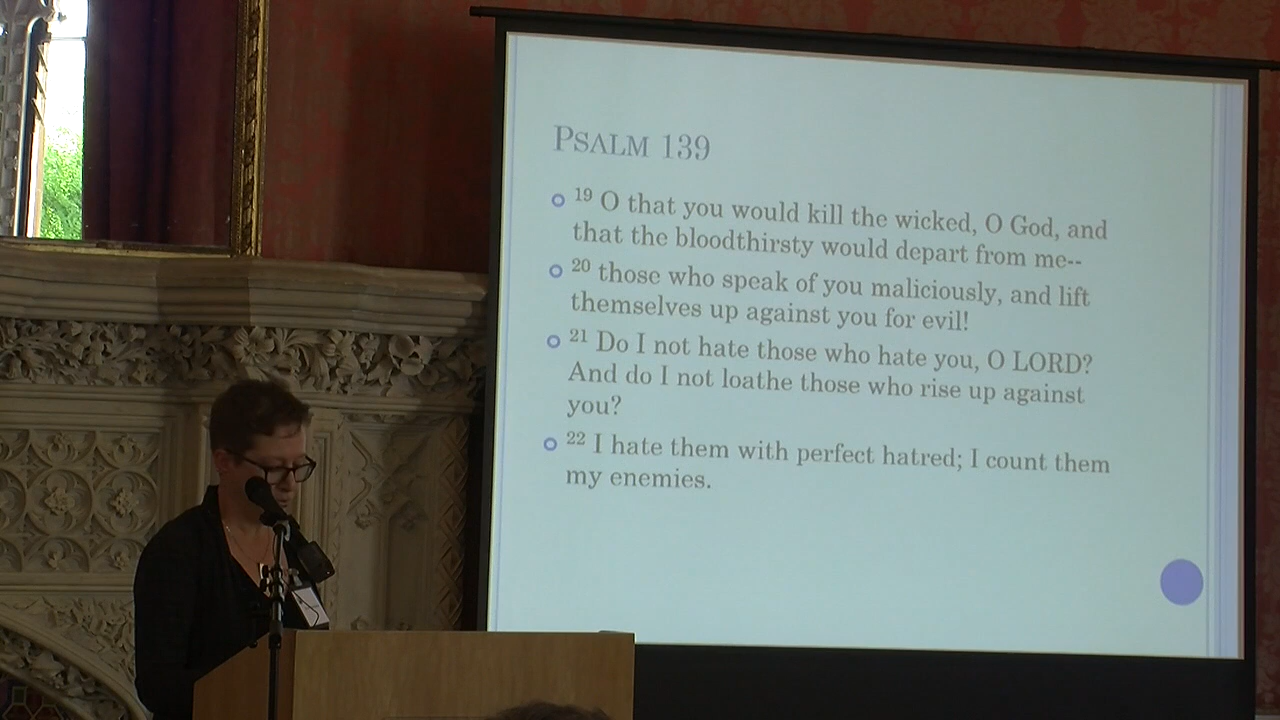 PSALM 139
19 O that you would kill the wicked, O God, and
that the bloodthirsty would depart from me--
20 those who speak of you maliciously, and lift
themselves up against you for evil!
21 Do I not hate those who hate you, O LORD?
And do I not loathe those who rise up against
you?
22 I hate them with perfect hatred; I count them
my enemies.